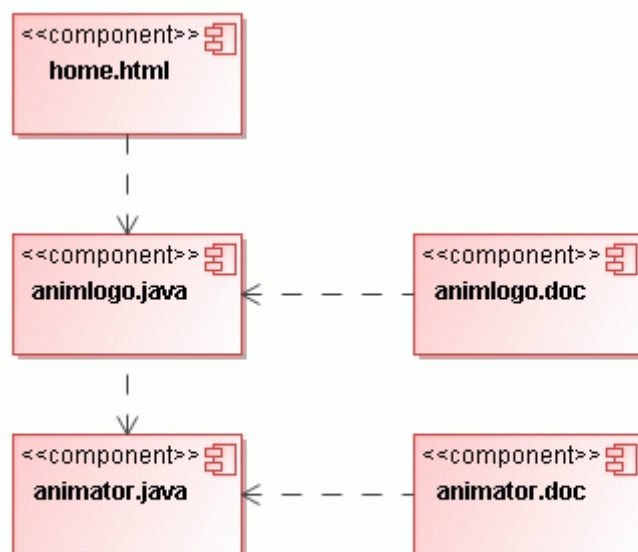 <<component>>
home.html
<<component>>
animlogo.java
<<component>>
animlogo.doc
<<component>>
animator.java
<<component>>
animator.doc